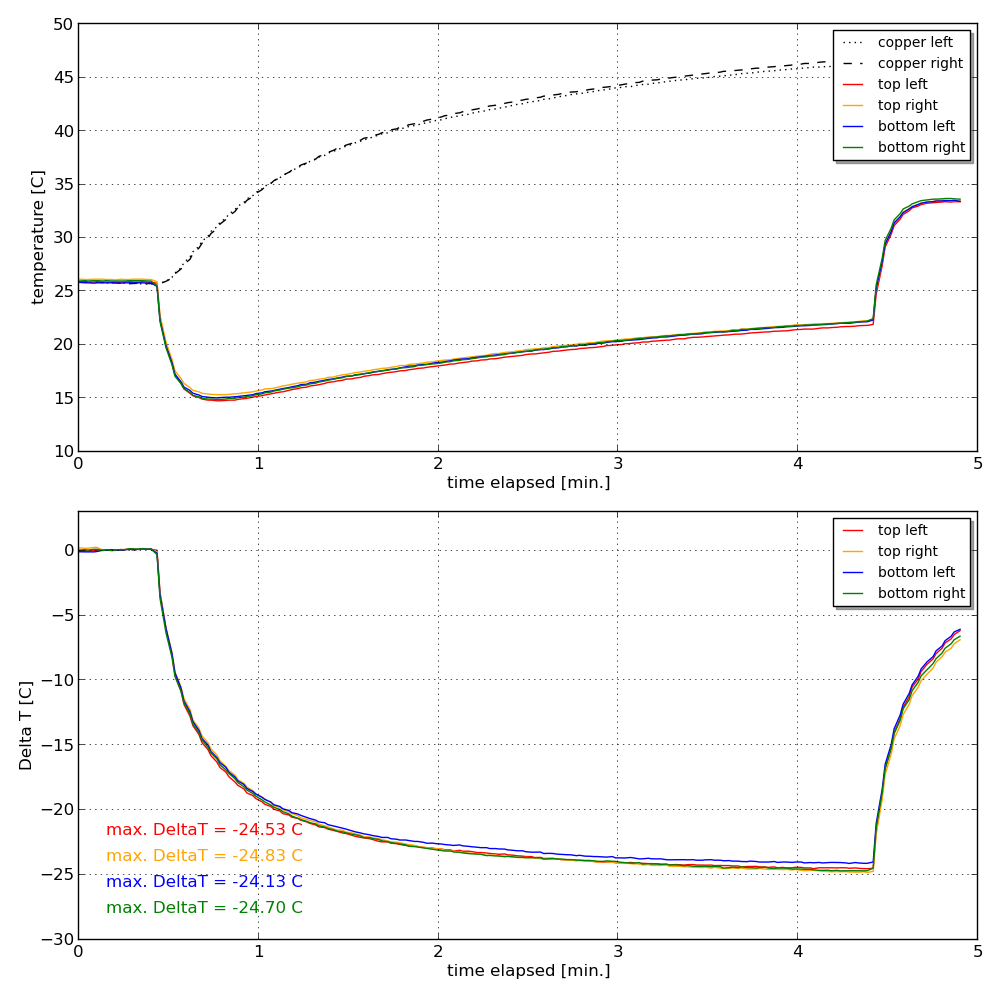 50
45
40
35
30
25
20
15
10
temperature [C]
copper left
copper right
top left
top right
bottom left
bottom right
0 1 2 3 4 5
time elapsed [min.]
0
−5
−10
−15
−20
−25
−30
Delta T [C]
top left
top right
bottom left
bottom right
max. DeltaT = -24.53 C
max. DeltaT = -24.83 C
max. DeltaT = -24.13 C
max. DeltaT = -24.70 C
0 1 2 3 4 5
time elapsed [min.]